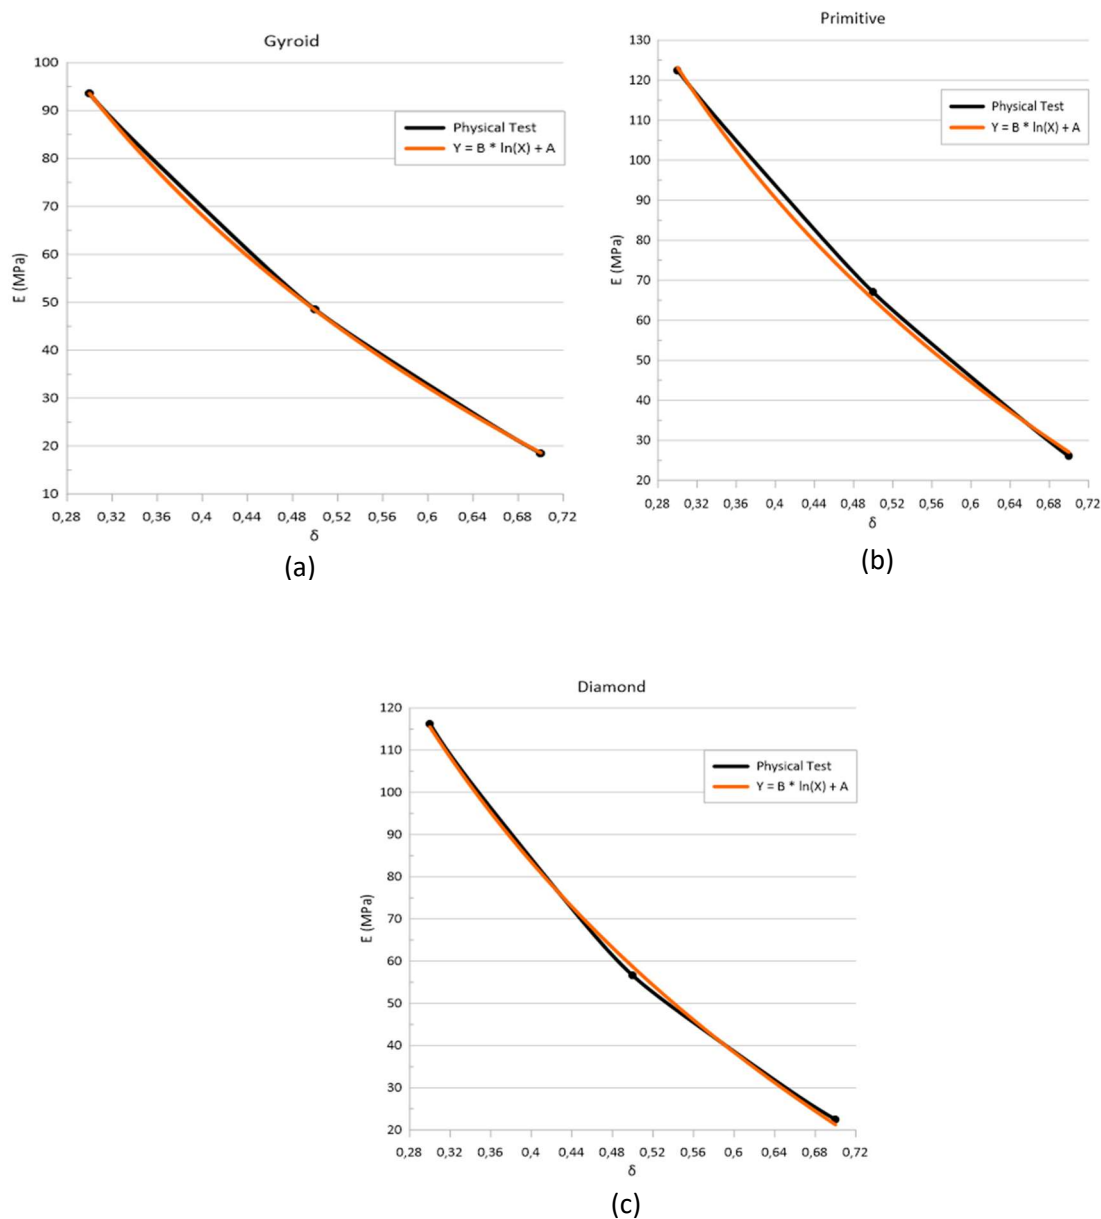 Gyroid
100
90
80
70
60
50
40
30
20
10
E (MPa)
Physical Test
Y = B * ln(X) + A
0,28 0,32 0,36 0,4 0,44 0,48 0,52 0,56 0,6 0,64 0,68 0,72
δ
(a)
Primitive
130
120
110
100
90
80
70
60
50
40
30
20
E (MPa)
Physical Test
Y = B * ln(X) + A
0,28 0,32 0,36 0,4 0,44 0,48 0,52 0,56 0,6 0,64 0,68 0,72
δ
(b)
Diamond
120
110
100
90
80
70
60
50
40
30
20
E (MPa)
Physical Test
Y = B * ln(X) + A
0,28 0,32 0,36 0,4 0,44 0,48 0,52 0,56 0,6 0,64 0,68 0,72
δ
(c)